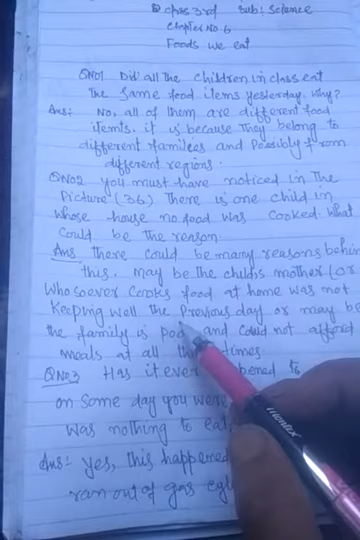 class 3rd Sub: Science
Chapter No. 6
Foods we eat
QNo1 Did all the children in class eat
the same food items yesterday. Why?
Ans: No, all of them are different food
items. it is because They belong to
different families and Possibly from
different regions.
QNo2 you must have noticed in The
Picture (36) There is one child in
whose house no food was cooked. What
Could be the reason.
Ans there could be many reasons behin
this. may be the child's mother (or
whosoever cooks food at home was not
Keeping well the Previous day or may be
the family is poor and could not afford
meals at all times.
QNo3 Has it ever to
on some day you were
was nothing to eat
Ans: yes, this happened
ran out of gas